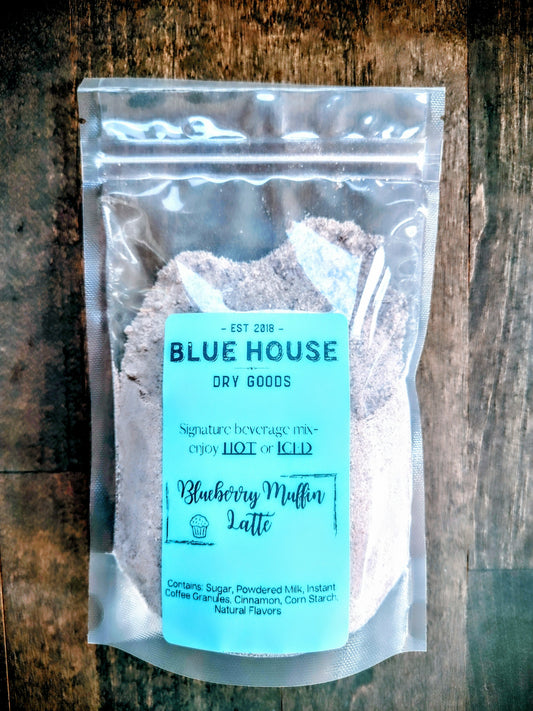 - EST 2018 -
BLUE HOUSE
DRY GOODS
Signature beverage mix-
enjoy HOT or ICED
Blueberry Muffin
Latte
Contains: Sugar, Powdered Milk, Instant
Coffee Granules, Cinnamon, Corn Starch,
Natural Flavors